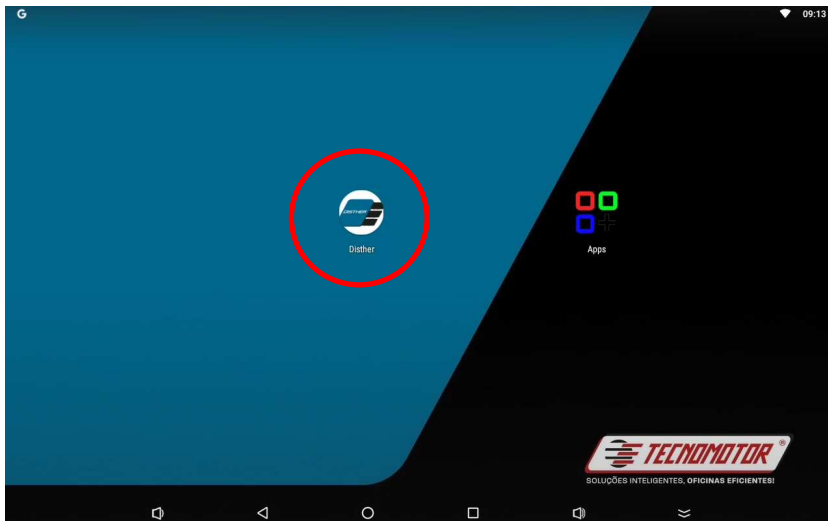 G
09:13
DISTHER
Disther
Apps
TECNOMOTOR®
SOLUÇÕES INTELIGENTES, OFICINAS EFICIENTES!